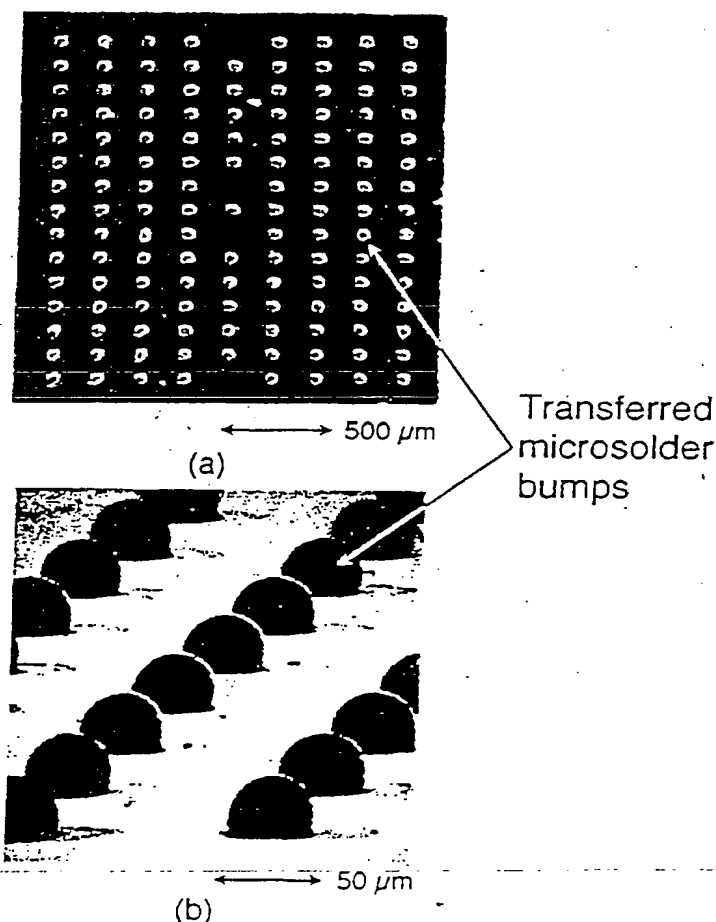 500 μm
(a)
Transferred
microsolder
bumps
50 μm
(b)